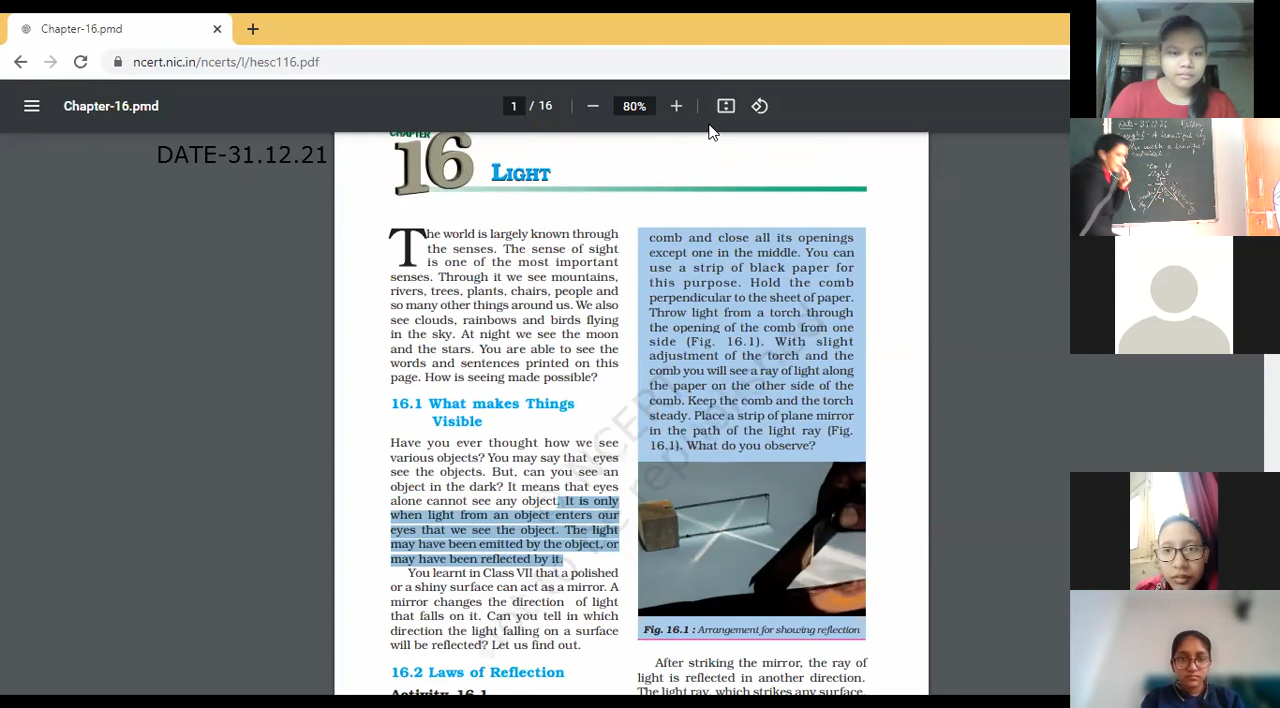 Chapter-16.pmd
ncert.nic.in/ncerts/l/hesc116.pdf
Chapter-16.pmd
1 / 16
80%
DATE-31.12.21
CHAPTER
16
LIGHT
The world is largely known through
the senses. The sense of sight
is one of the most important
senses. Through it we see mountains,
rivers, trees, plants, chairs, people and
so many other things around us. We also
see clouds, rainbows and birds flying
in the sky. At night we see the moon
and the stars. You are able to see the
words and sentences printed on this
page. How is seeing made possible?
16.1 What makes Things
Visible
Have you ever thought how we see
various objects? You may say that eyes
see the objects. But, can you see an
object in the dark? It means that eyes
alone cannot see any object. It is only
when light from an object enters our
eyes that we see the object. The light
may have been emitted by the object, or
may have been reflected by it.
You learnt in Class VII that a polished
or a shiny surface can act as a mirror. A
mirror changes the direction of light
that falls on it. Can you tell in which
direction the light falling on a surface
will be reflected? Let us find out.
16.2 Laws of Reflection
Activity 16.1
comb and close all its openings
except one in the middle. You can
use a strip of black paper for
this purpose. Hold the comb
perpendicular to the sheet of paper.
Throw light from a torch through
the opening of the comb from one
side (Fig. 16.1). With slight
adjustment of the torch and the
comb you will see a ray of light along
the paper on the other side of the
comb. Keep the comb and the torch
steady. Place a strip of plane mirror
in the path of the light ray (Fig.
16.1). What do you observe?
Fig. 16.1 : Arrangement for showing reflection
After striking the mirror, the ray of
light is reflected in another direction.
The light ray, which strikes any surface,